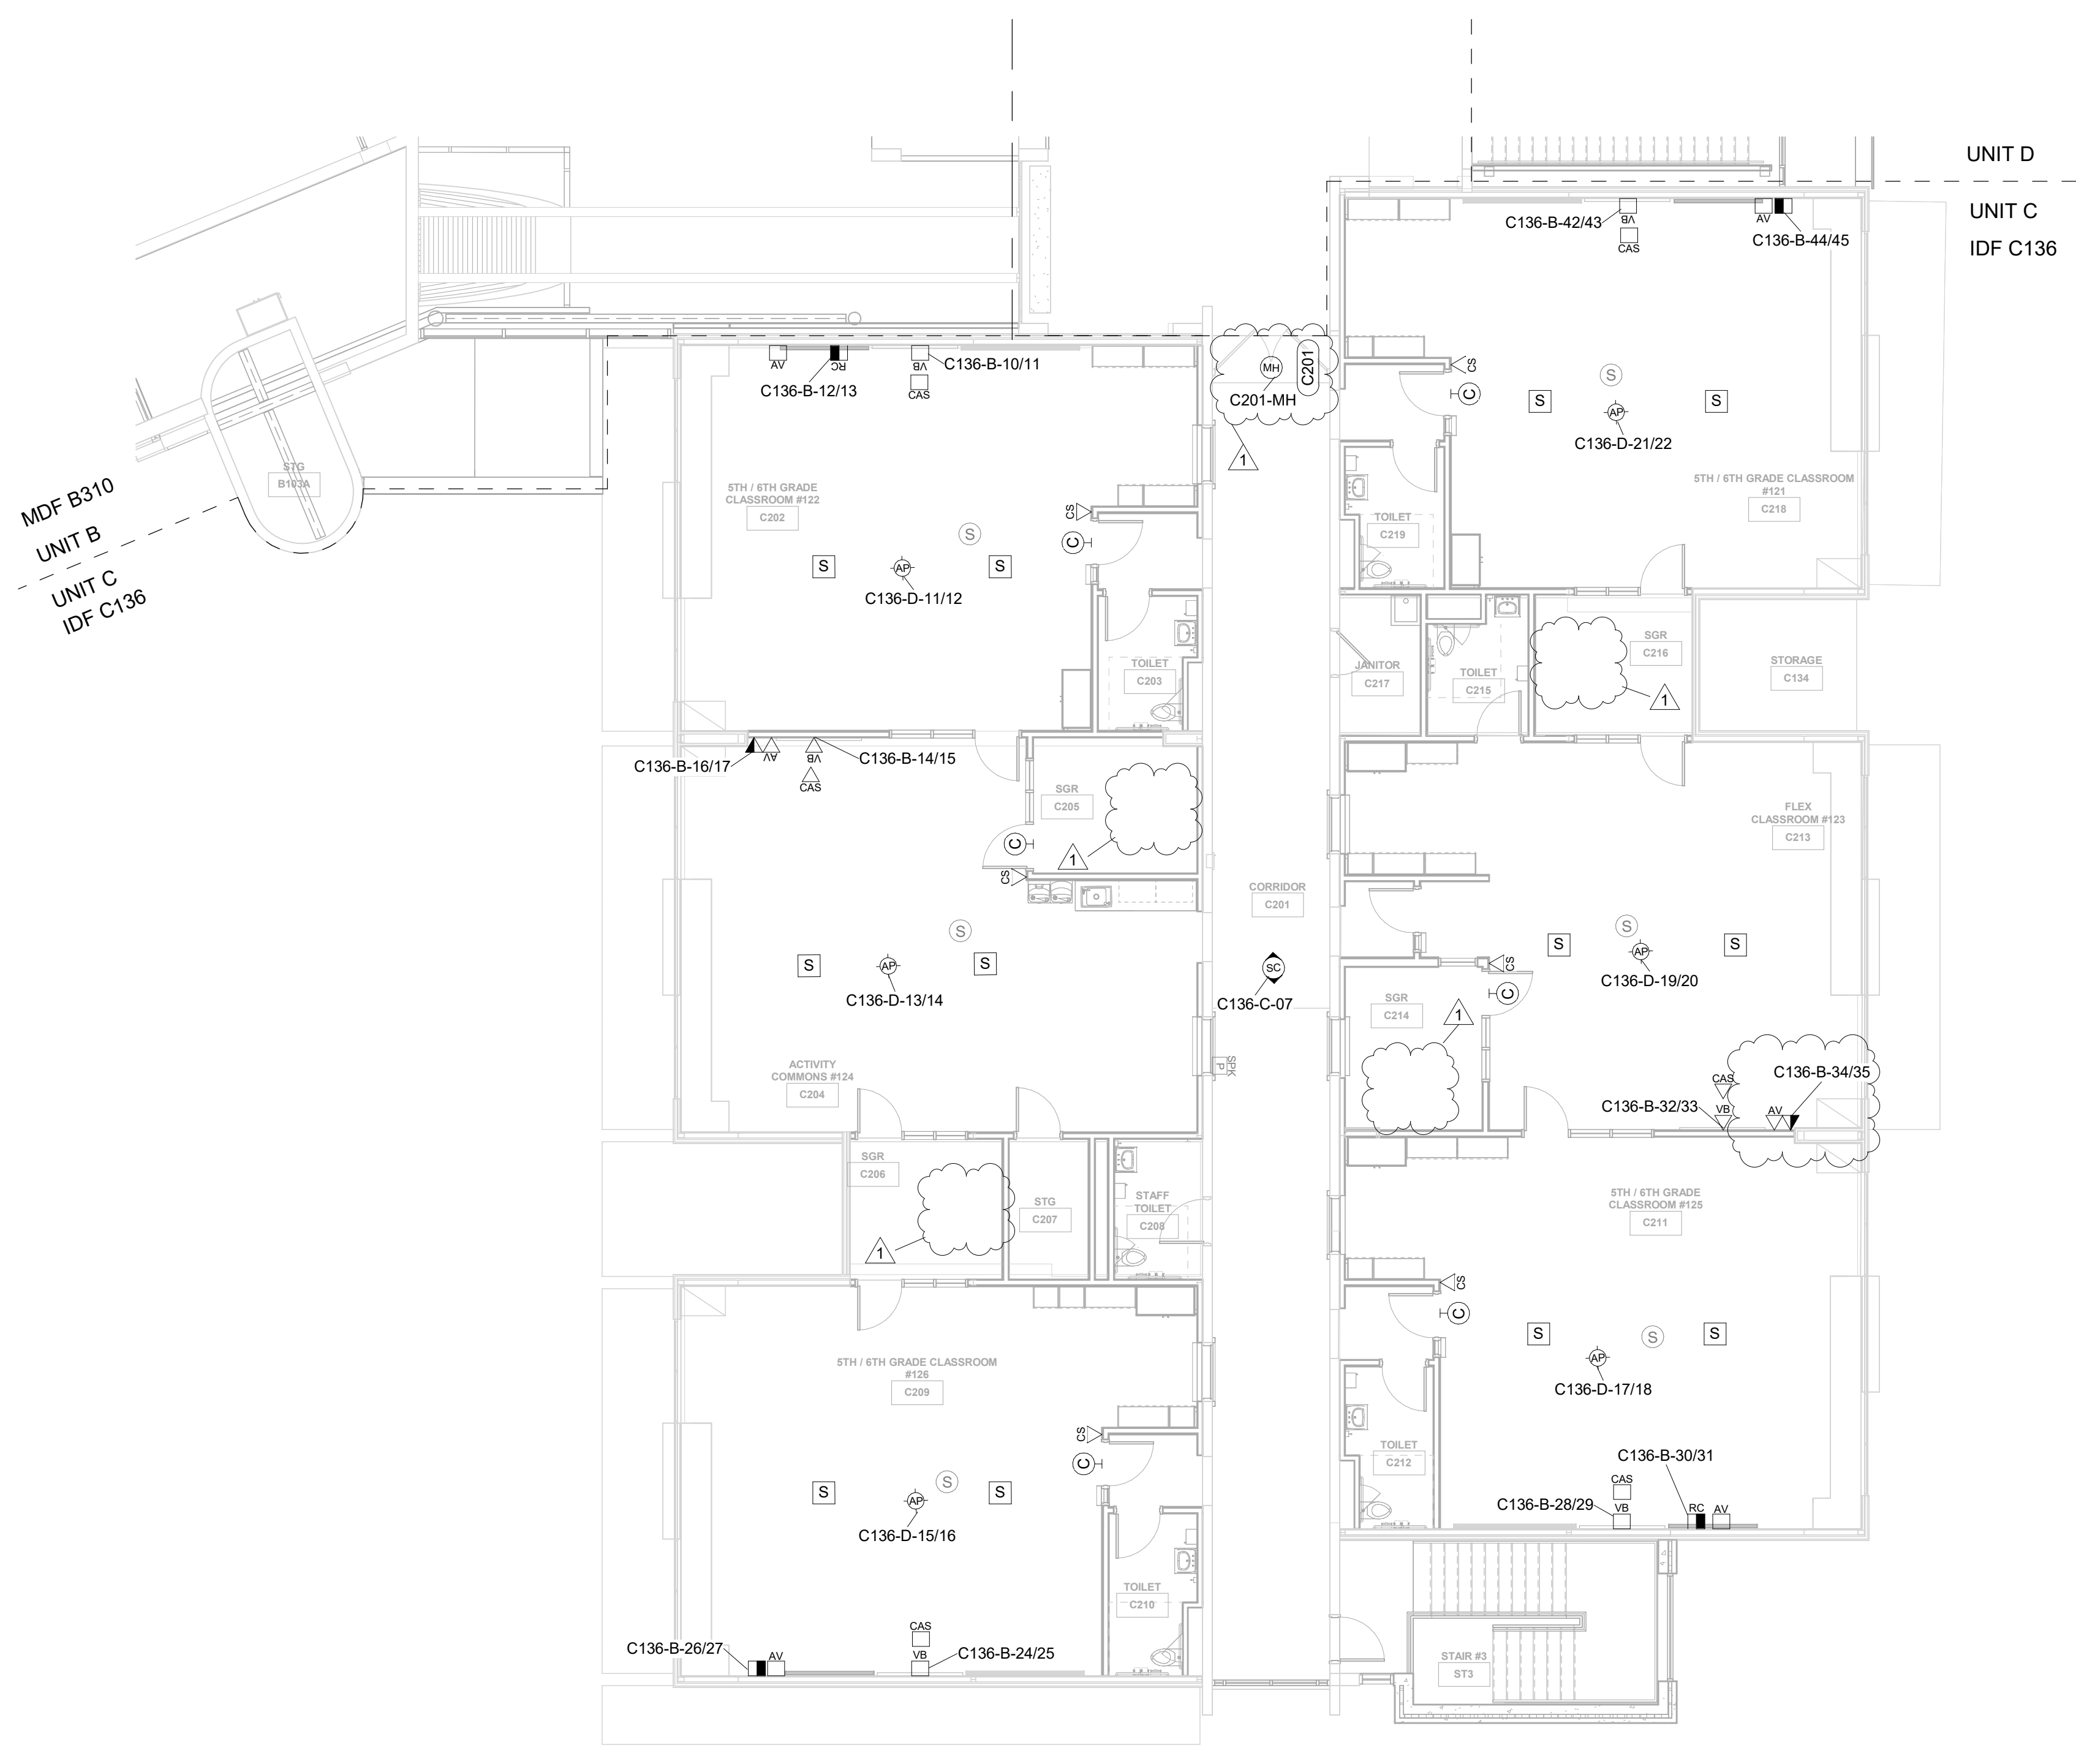 UNIT D
UNIT C
IDF C136
MDF B310
UNIT B
UNIT C
IDF C136
STG
B103A
AV
RC
VB
C136-B-10/11
C136-B-12/13
CAS
MH
C201
C201-MH
1
C136-B-42/43
VB
CAS
AV
C136-B-44/45
CS
C
S
S
S
AP
C136-D-21/22
5TH / 6TH GRADE
CLASSROOM #122
C202
CS
C
S
S
S
AP
C136-D-11/12
TOILET
C203
5TH / 6TH GRADE CLASSROOM
#121
C218
TOILET
C219
JANITOR
C217
TOILET
C215
SGR
C216
1
STORAGE
C134
C136-B-16/17
AV
VB
C136-B-14/15
CAS
SGR
C205
1
C
CS
S
S
S
AP
C136-D-13/14
ACTIVITY
COMMONS #124
C204
CORRIDOR
C201
SC
C136-C-07
SPK
P
FLEX
CLASSROOM #123
C213
S
S
S
AP
C136-D-19/20
CS
C
SGR
C214
1
CAS
C136-B-34/35
C136-B-32/33
VB
AV
SGR
C206
1
STG
C207
STAFF
TOILET
C208
5TH / 6TH GRADE
CLASSROOM #125
C211
CS
C
S
S
S
AP
C136-D-17/18
TOILET
C212
C136-B-30/31
CAS
C136-B-28/29
VB
RC
AV
5TH / 6TH GRADE CLASSROOM
#126
C209
CS
C
S
S
S
AP
C136-D-15/16
TOILET
C210
CAS
C136-B-26/27
AV
VB
C136-B-24/25
STAIR #3
ST3